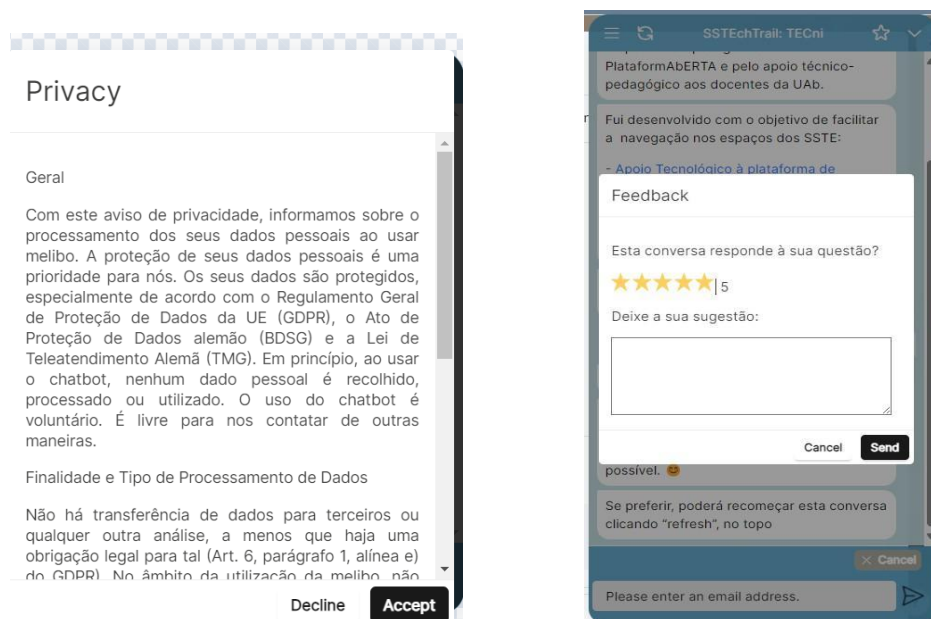 Privacy
Geral
Com este aviso de privacidade, informamos sobre o
processamento dos seus dados pessoais ao usar
melibo. A proteção de seus dados pessoais é uma
prioridade para nós. Os seus dados são protegidos,
especialmente de acordo com o Regulamento Geral
de Proteção de Dados da UE (GDPR), o Ato de
Proteção de Dados alemão (BDSG) e a Lei de
Teleatendimento Alemã (TMG). Em princípio, ao usar
o chatbot, nenhum dado pessoal é recolhido,
processado ou utilizado. O uso do chatbot é
voluntário. É livre para nos contatar de outras
maneiras.
Finalidade e Tipo de Processamento de Dados
Não há transferência de dados para terceiros ou
qualquer outra análise, a menos que haja uma
obrigação legal para tal (Art. 6, parágrafo 1, alínea e)
do GDPR). No âmbito da utilização da melibo, não
Decline Accept
SSTEchTrail: TECni
PlataformAbERTA e pelo apoio técnico-
pedagógico aos docentes da UAb.
Fui desenvolvido com o objetivo de facilitar
a navegação nos espaços dos SSTE:
- Apoio Tecnológico à plataforma de
Feedback
Esta conversa responde à sua questão?
5
Deixe a sua sugestão:
Cancel Send
possível.
Se preferir, poderá recomeçar esta conversa
clicando “refresh”, no topo
× Cancel
Please enter an email address.